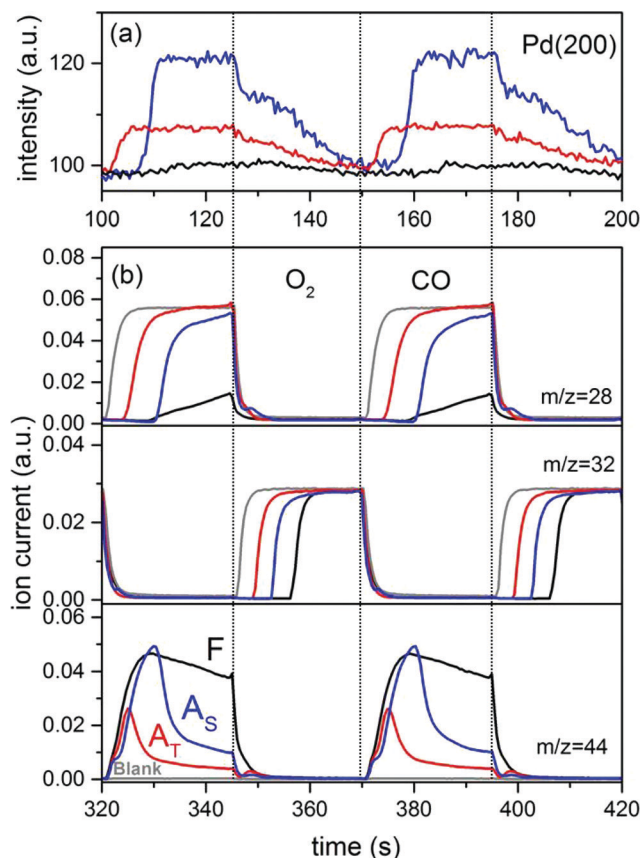 (a)
Pd(200)
intensity (a.u.)
120
100
100 120 140 160 180 200
(b)
O₂
CO
0.08
0.06
0.04
0.02
0.00
m/z=28
ion current (a.u.)
0.04
0.02
0.00
m/z=32
0.06
0.04
0.02
0.00
F
A_S
A_T
Blank
m/z=44
320 340 360 380 400 420
time (s)